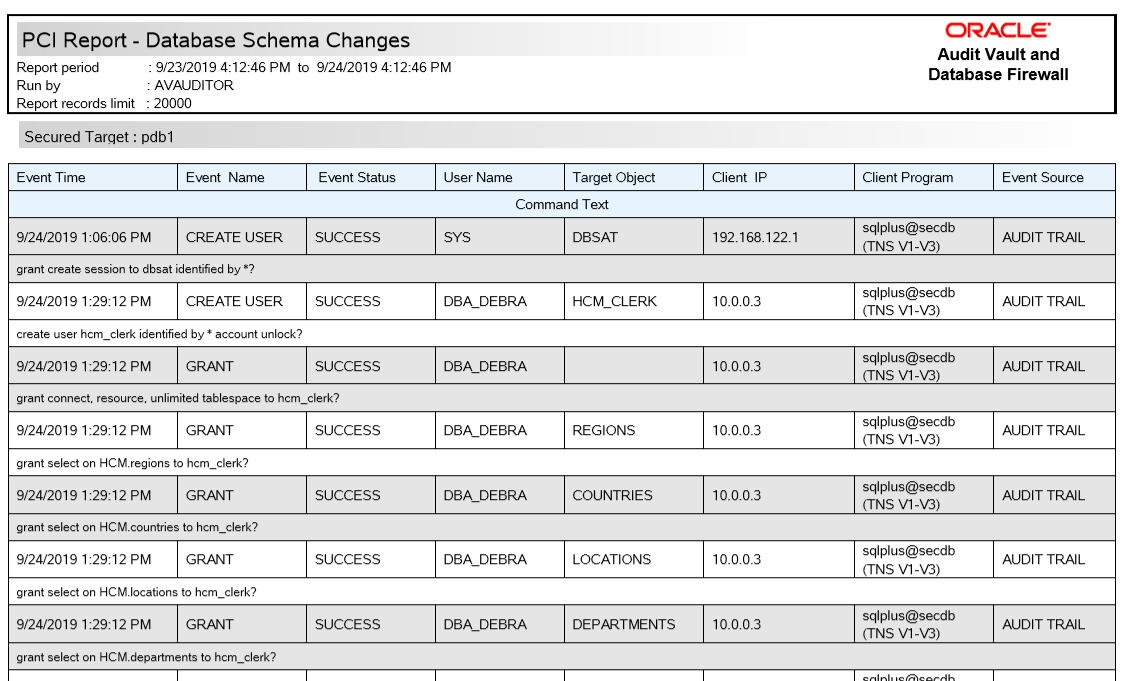 PCI Report - Database Schema Changes
Report period : 9/23/2019 4:12:46 PM to 9/24/2019 4:12:46 PM
Run by : AVAUDITOR
Report records limit : 20000
ORACLE
Audit Vault and
Database Firewall
Secured Target : pdb1
Event Time Event Name Event Status User Name Target Object Client IP Client Program Event Source
Command Text
9/24/2019 1:06:06 PM CREATE USER SUCCESS SYS DBSAT 192.168.122.1 sqlplus@secdb (TNS V1-V3) AUDIT TRAIL
grant create session to dbsat identified by *?
9/24/2019 1:29:12 PM CREATE USER SUCCESS DBA_DEBRA HCM_CLERK 10.0.0.3 sqlplus@secdb (TNS V1-V3) AUDIT TRAIL
create user hcm_clerk identified by * account unlock?
9/24/2019 1:29:12 PM GRANT SUCCESS DBA_DEBRA 10.0.0.3 sqlplus@secdb (TNS V1-V3) AUDIT TRAIL
grant connect, resource, unlimited tablespace to hcm_clerk?
9/24/2019 1:29:12 PM GRANT SUCCESS DBA_DEBRA REGIONS 10.0.0.3 sqlplus@secdb (TNS V1-V3) AUDIT TRAIL
grant select on HCM.regions to hcm_clerk?
9/24/2019 1:29:12 PM GRANT SUCCESS DBA_DEBRA COUNTRIES 10.0.0.3 sqlplus@secdb (TNS V1-V3) AUDIT TRAIL
grant select on HCM.countries to hcm_clerk?
9/24/2019 1:29:12 PM GRANT SUCCESS DBA_DEBRA LOCATIONS 10.0.0.3 sqlplus@secdb (TNS V1-V3) AUDIT TRAIL
grant select on HCM.locations to hcm_clerk?
9/24/2019 1:29:12 PM GRANT SUCCESS DBA_DEBRA DEPARTMENTS 10.0.0.3 sqlplus@secdb (TNS V1-V3) AUDIT TRAIL
grant select on HCM.departments to hcm_clerk?
sqlplus@secdb